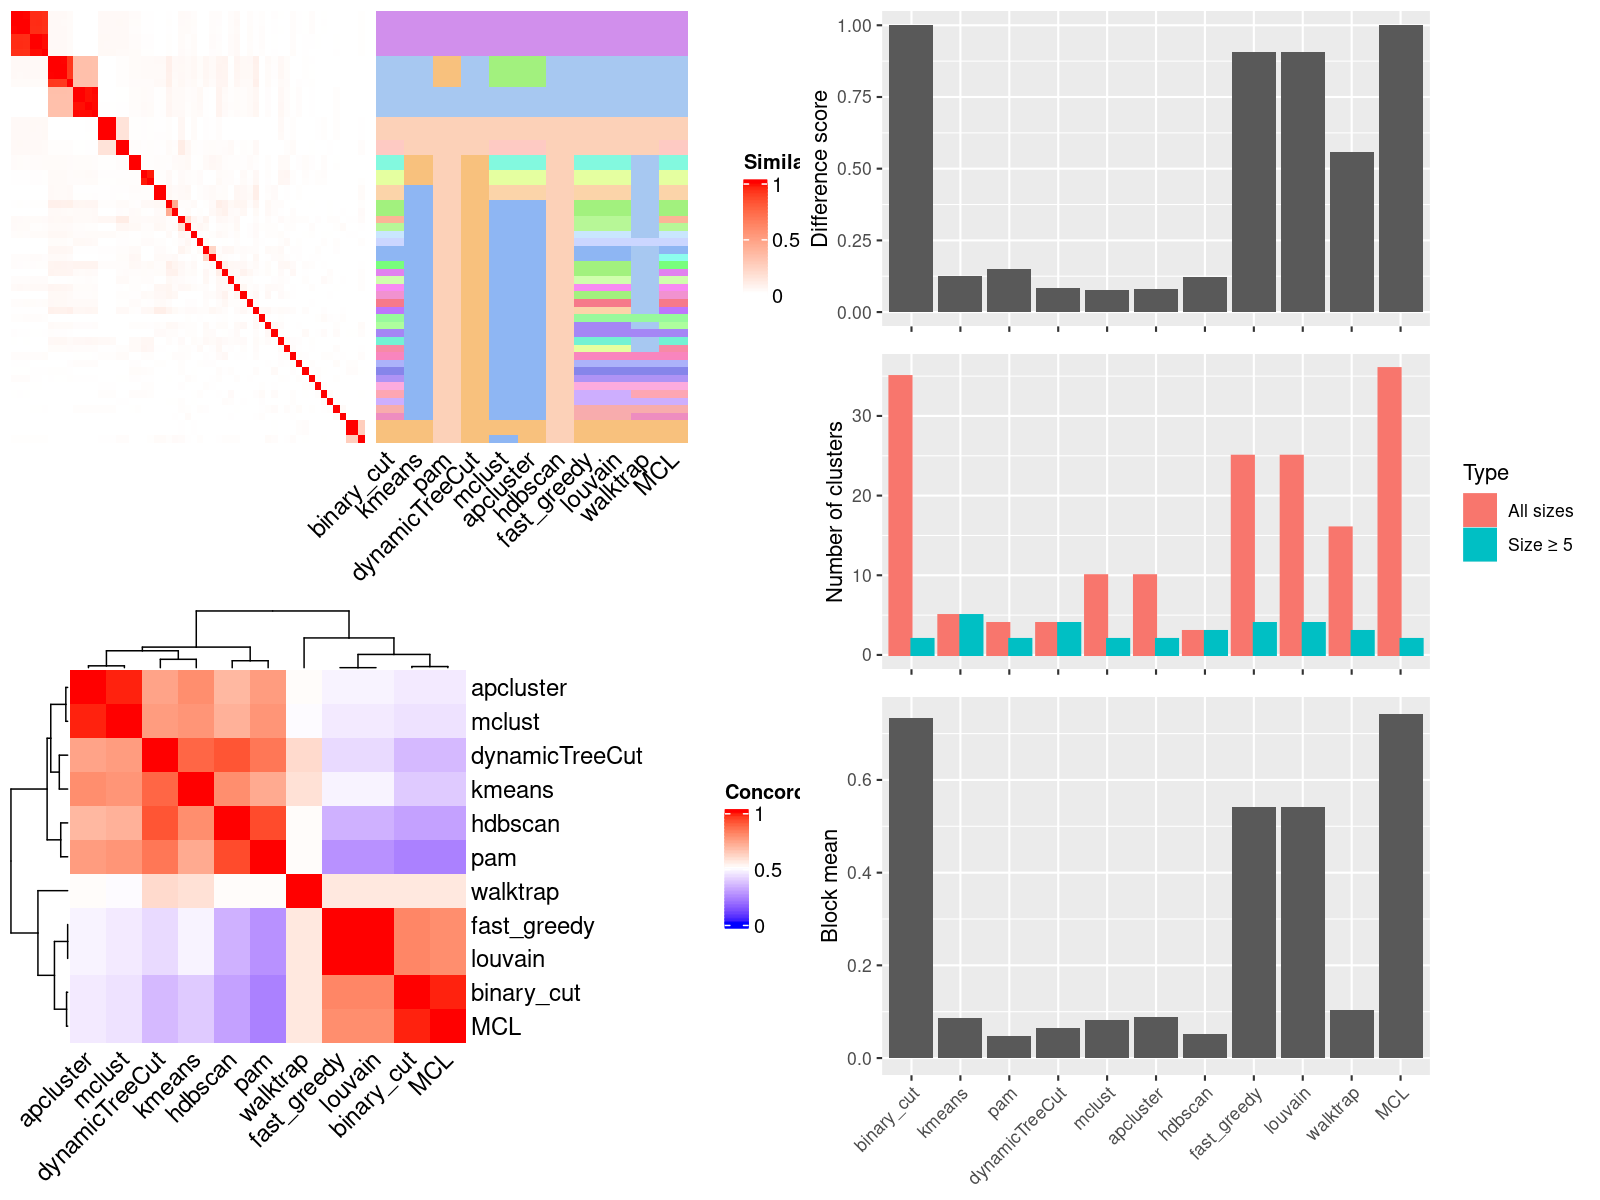 Simila
1
0.5
0
binary_cut
kmeans
pam
dynamicTreeCut
mclust
apcluster
hdbscan
fast_greedy
louvain
walktrap
MCL
apcluster
mclust
dynamicTreeCut
kmeans
hdbscan
pam
walktrap
fast_greedy
louvain
binary_cut
MCL
Concord
1
0.5
0
apcluster
mclust
dynamicTreeCut
kmeans
hdbscan
pam
walktrap
fast_greedy
louvain
binary_cut
MCL
Difference score
1.00
0.75
0.50
0.25
0.00
Number of clusters
30
20
10
0
Type
All sizes
Size ≥ 5
Block mean
0.6
0.4
0.2
0.0
binary_cut
kmeans
pam
dynamicTreeCut
mclust
apcluster
hdbscan
fast_greedy
louvain
walktrap
MCL